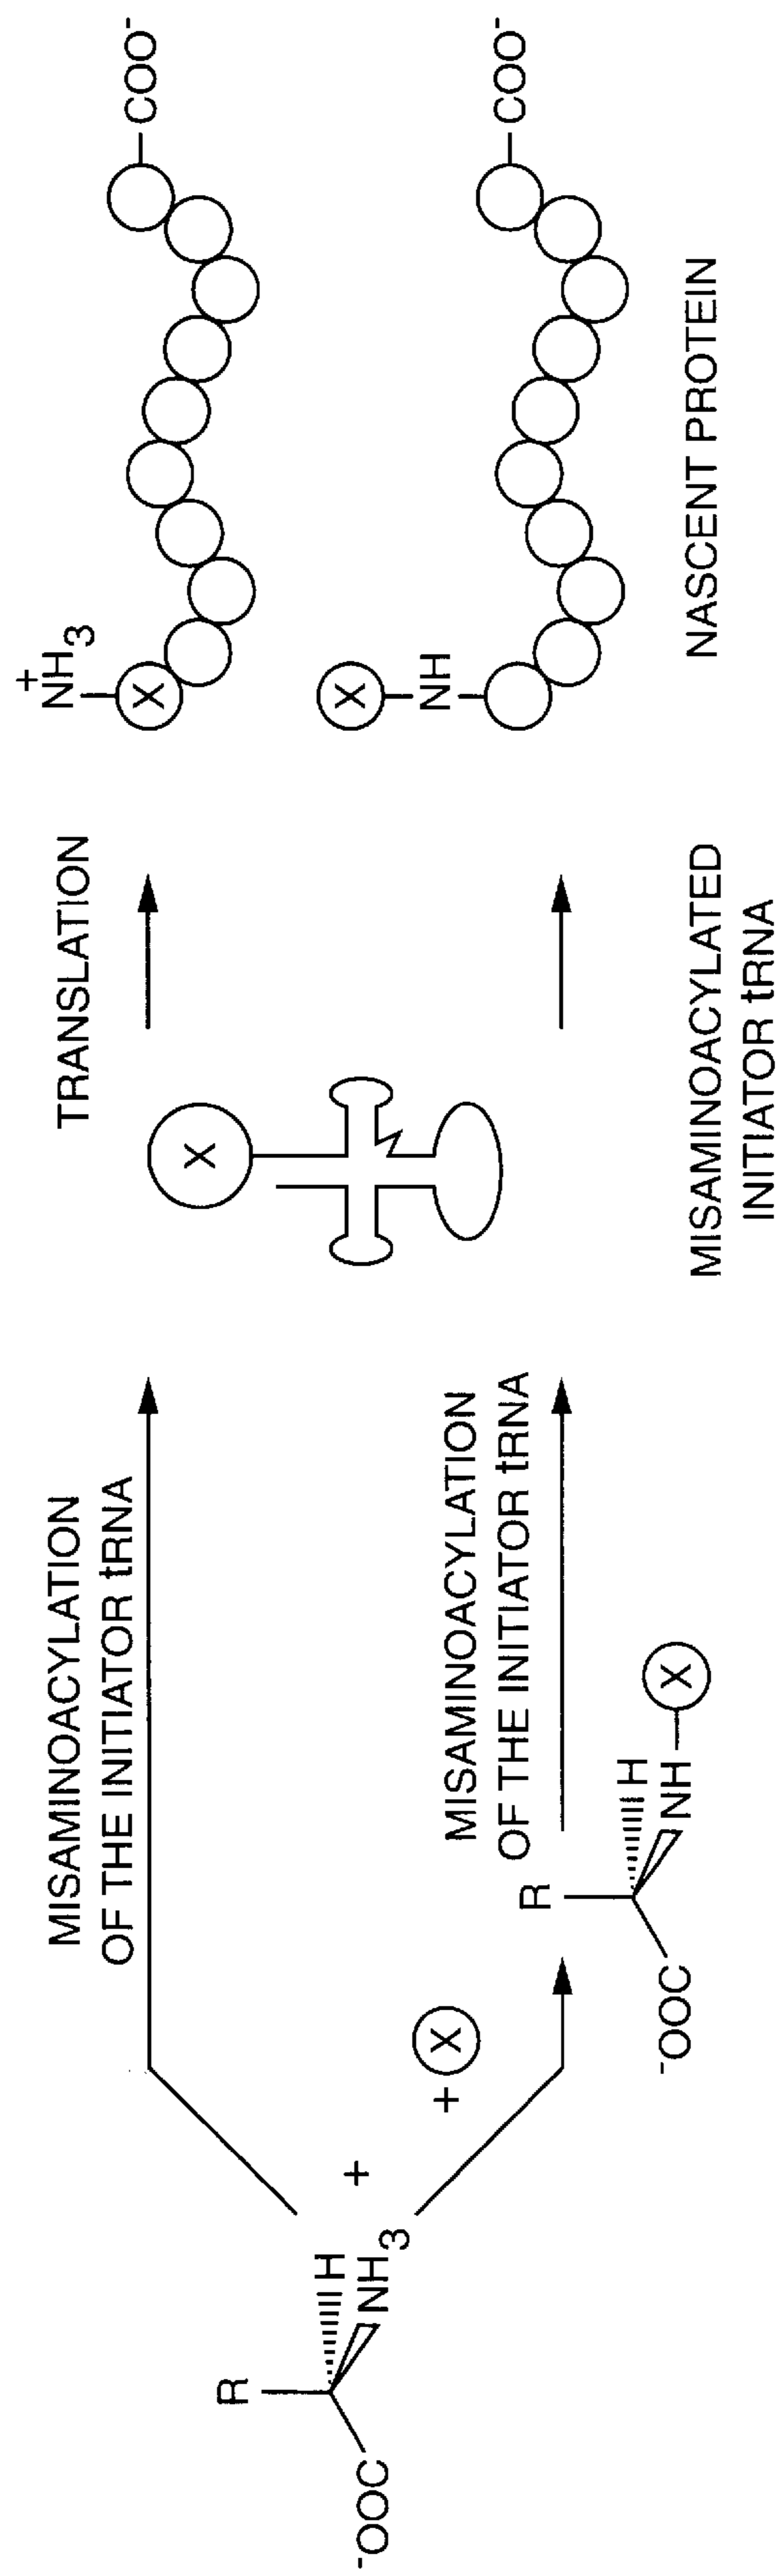 R
H
NH3
+
-OOC
MISAMINOACYLATION
OF THE INITIATOR tRNA
+ X
R
H
NH
X
-OOC
MISAMINOACYLATION
OF THE INITIATOR tRNA
X
MISAMINOACYLATED
INITIATOR tRNA
TRANSLATION
+
NH3
X
COO-
X
NH
COO-
NASCENT PROTEIN